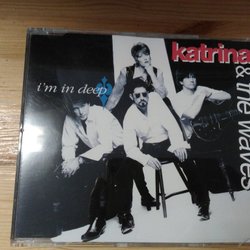 katrina
& the waves
i'm in deep